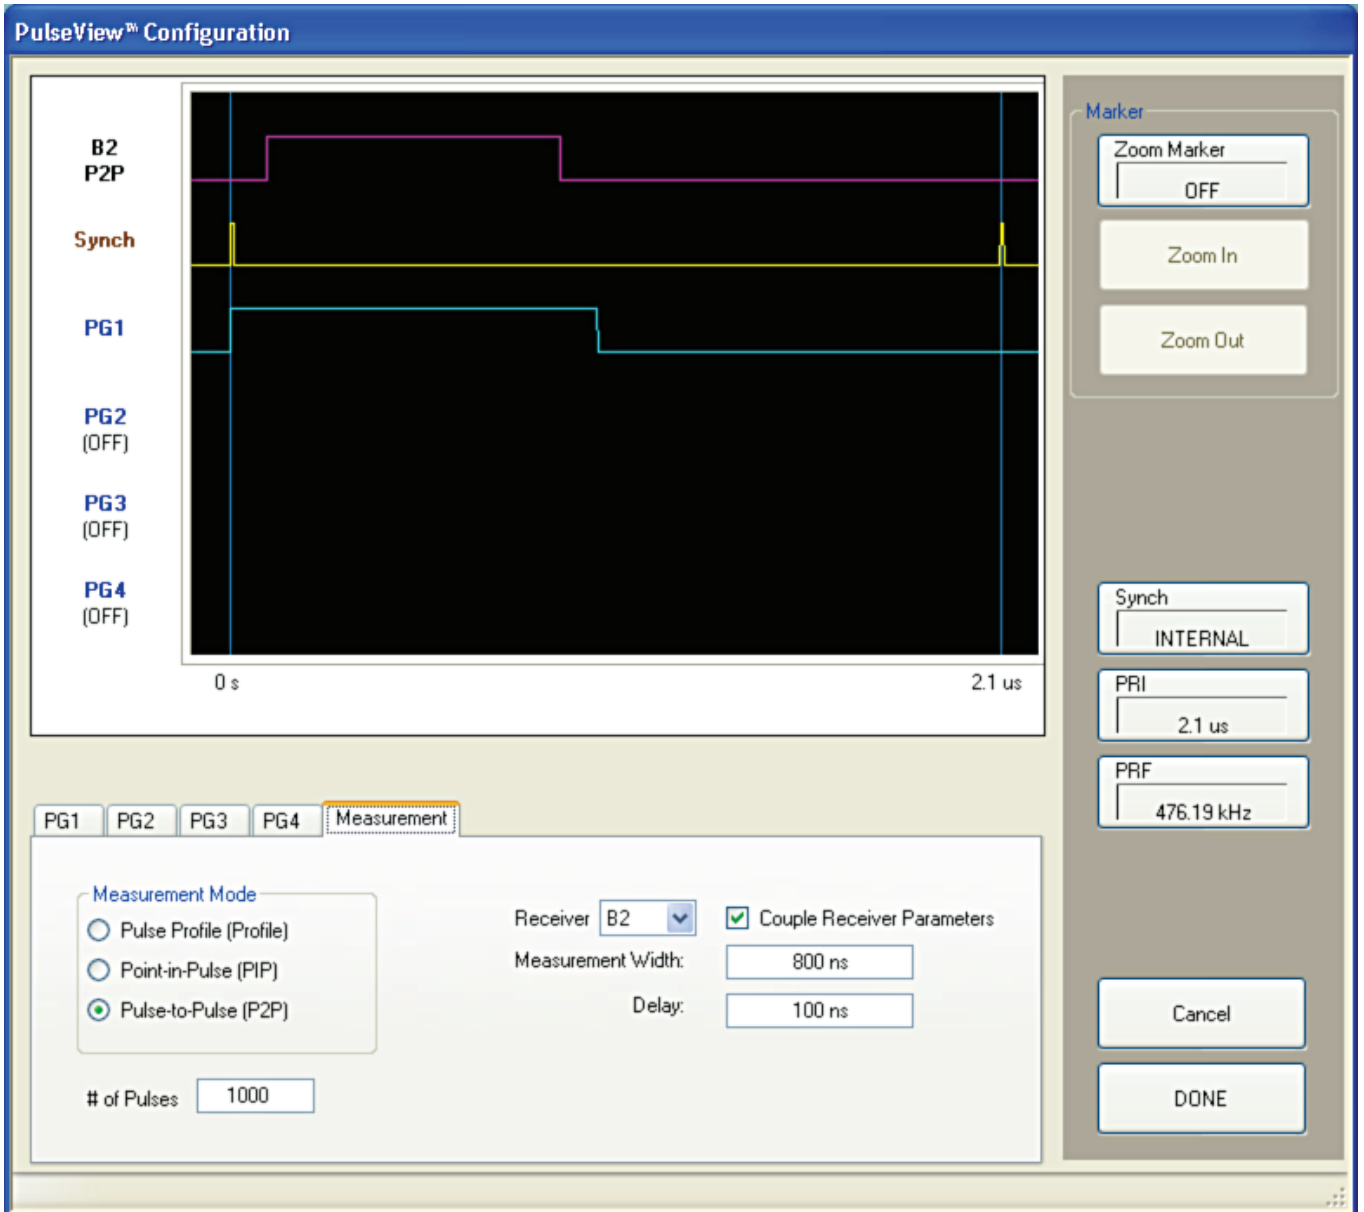 PulseView™ Configuration
B2
P2P
Synch
PG1
PG2
(OFF)
PG3
(OFF)
PG4
(OFF)
0 s
2.1 us
Marker
Zoom Marker
OFF
Zoom In
Zoom Out
Synch
INTERNAL
PRI
2.1 us
PRF
476.19 kHz
PG1 PG2 PG3 PG4 Measurement
Measurement Mode
Pulse Profile (Profile)
Point-in-Pulse (PIP)
Pulse-to-Pulse (P2P)
# of Pulses 1000
Receiver B2 Couple Receiver Parameters
Measurement Width: 800 ns
Delay: 100 ns
Cancel
DONE